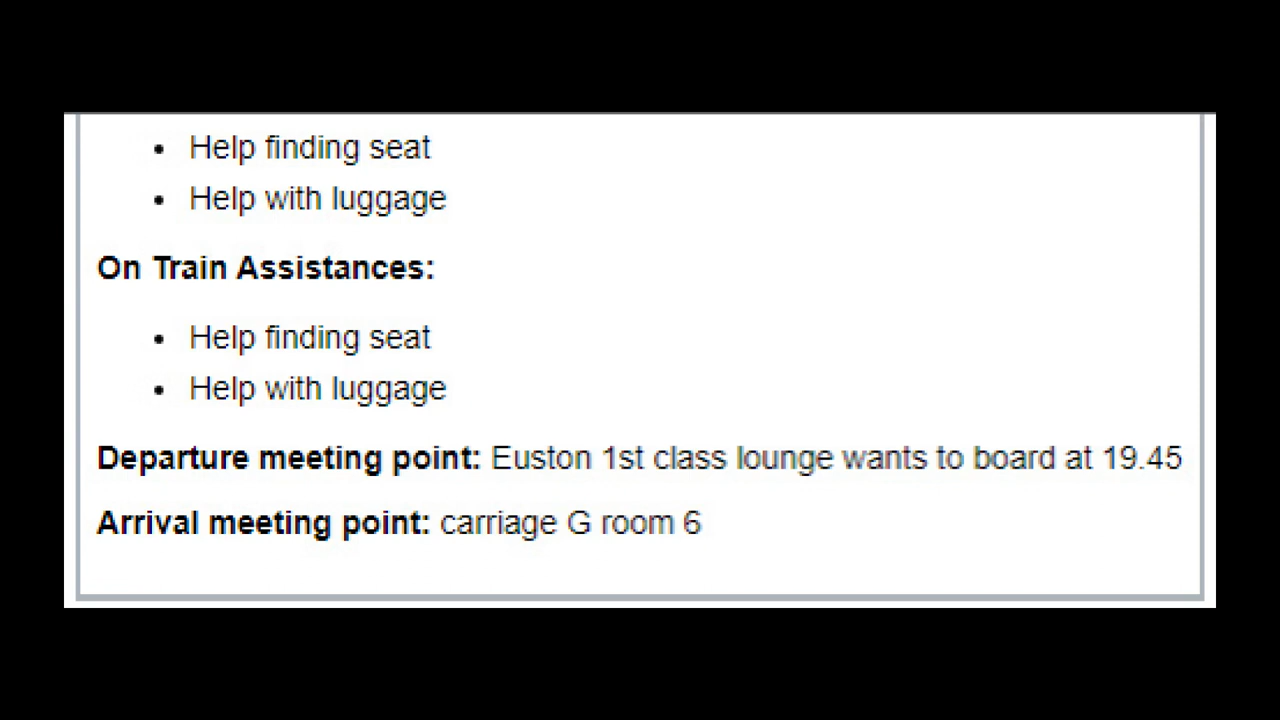 • Help finding seat
• Help with luggage
On Train Assistances:
• Help finding seat
• Help with luggage
Departure meeting point: Euston 1st class lounge wants to board at 19.45
Arrival meeting point: carriage G room 6